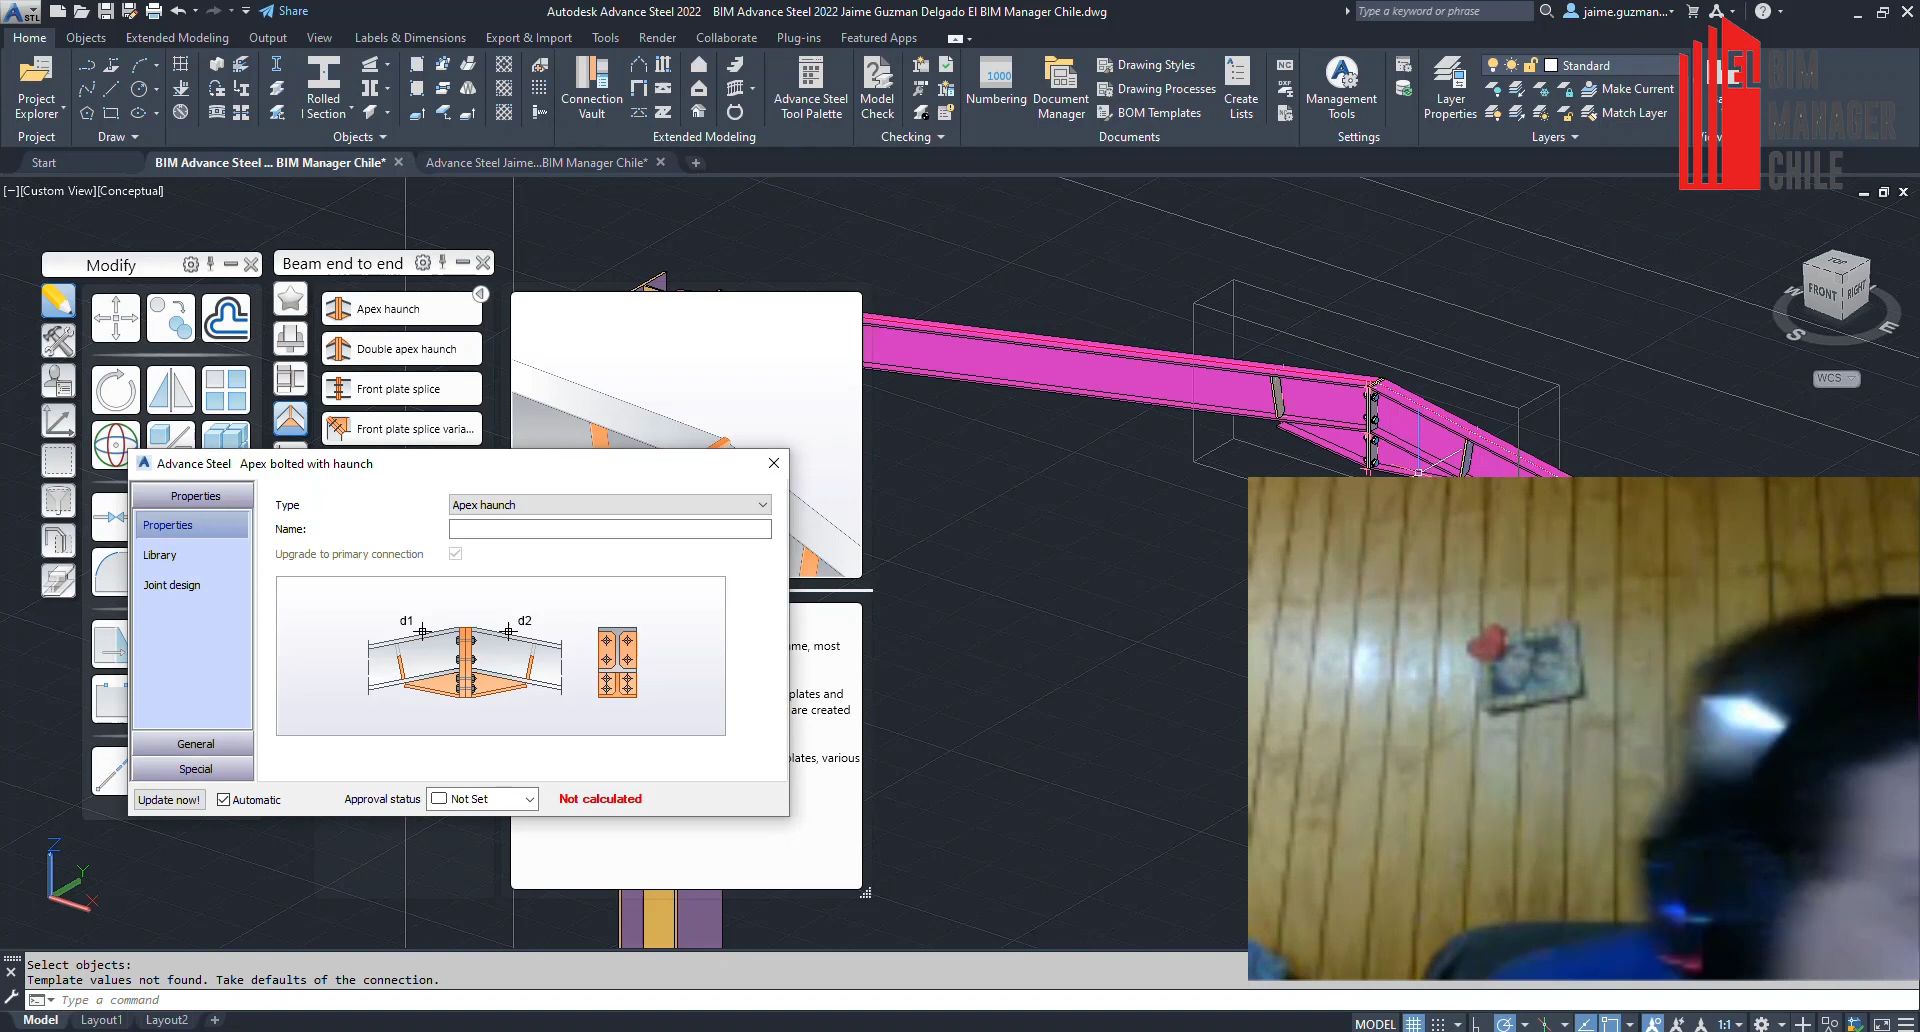 Share
Autodesk Advance Steel 2022
BIM Advance Steel 2022 Jaime Guzman Delgado El BIM Manager Chile.dwg
Type a keyword or phrase
jaime.guzman...
STL
Home
Objects
Extended Modeling
Output
View
Labels & Dimensions
Export & Import
Tools
Render
Collaborate
Plug-ins
Featured Apps
Project
Explorer
Rolled
I Section
Connection
Vault
Advance Steel
Tool Palette
Model
Check
1000
Numbering
Document
Manager
Drawing Styles
Drawing Processes
BOM Templates
Create
Lists
NC
DXF
Management
Tools
Layer
Properties
Standard
Make Current
Match Layer
Project
Draw
Objects
Extended Modeling
Checking
Documents
Settings
Layers
EL BIM
MANAGER
CHILE
Start
BIM Advance Steel ... BIM Manager Chile*
Advance Steel Jaime...BIM Manager Chile*
[−][Custom View][Conceptual]
Modify
Beam end to end
Apex haunch
Double apex haunch
Front plate splice
Front plate splice varia...
TOP
FRONT
RIGHT
W
S
E
WCS
Advance Steel Apex bolted with haunch
Properties
Properties
Library
Joint design
General
Special
Type
Apex haunch
Name:
Upgrade to primary connection
d1
d2
Update now!
Automatic
Approval status
Not Set
Not calculated
me, most
plates and
are created
plates, various
Z
Y
X
Select objects:
Template values not found. Take defaults of the connection.
Type a command
Model
Layout1
Layout2
MODEL
1:1